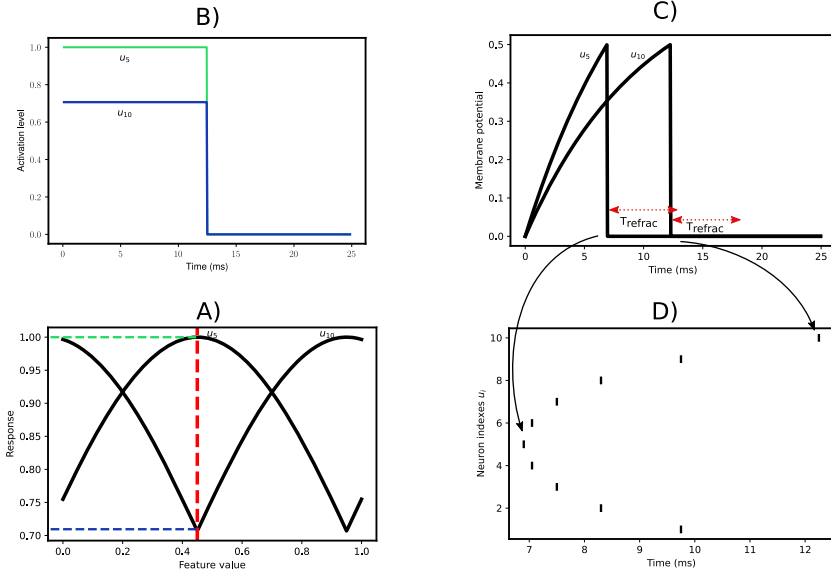 B)
1.0
0.8
0.6
0.4
0.2
0.0
Activation level
u5
u10
0
5
10
15
20
25
Time (ms)
C)
0.5
0.4
0.3
0.2
0.1
0.0
Membrane potential
u5
u10
Trefrac
Trefrac
0
5
10
15
20
25
Time (ms)
A)
1.00
0.95
0.90
0.85
0.80
0.75
0.70
Response
u5
u10
0.0
0.2
0.4
0.6
0.8
1.0
Feature value
D)
10
8
6
4
2
Neuron indexes ui
7
8
9
10
11
12
Time (ms)